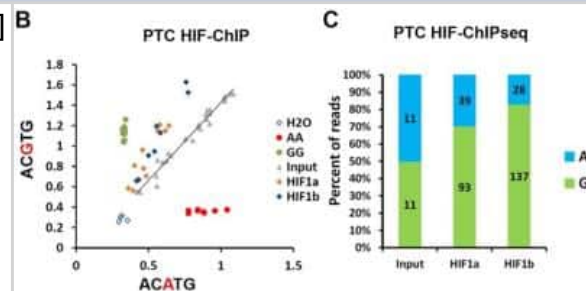 ]
B
PTC HIF-ChIP
1.8
1.6
1.4
1.2
1
0.8
0.6
0.4
0.2
0
0
0.5
1
1.5
ACGTG
ACATG
H2O
AA
GG
Input
HIF1a
HIF1b
C
PTC HIF-ChIPseq
Percent of reads
100%
90%
80%
70%
60%
50%
40%
30%
20%
10%
0%
11
39
28
11
93
137
Input
HIF1a
HIF1b
A
G